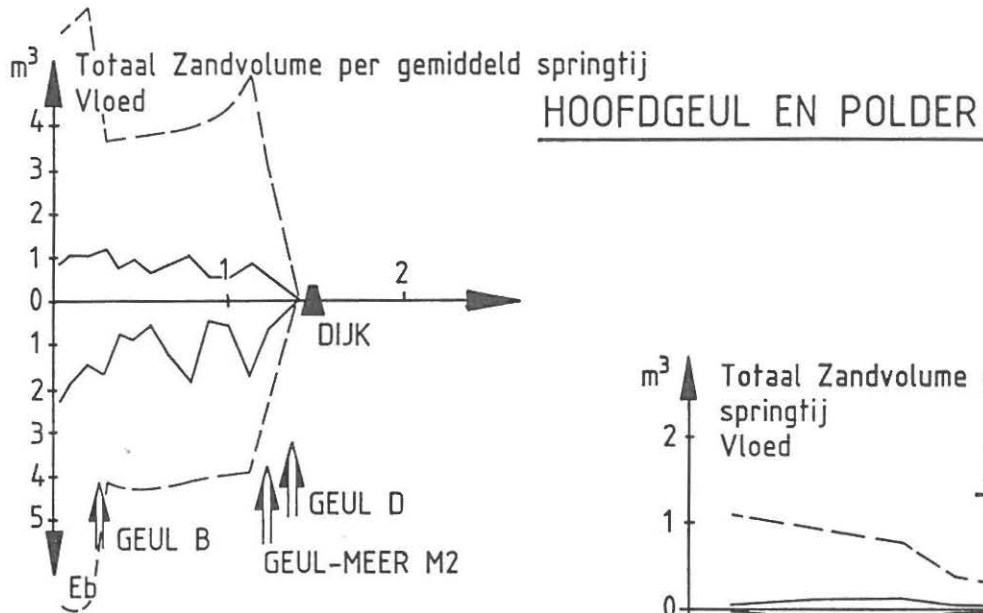 m³ Totaal Zandvolume per gemiddeld springtij
Vloed
HOOFDGEUL EN POLDER
4
3
2
1
0
1
2
3
4
5
1
2
DIJK
GEUL D
GEUL B
GEUL-MEER M2
Eb
m³ Totaal Zandvolume
springtij
Vloed
2
1
0